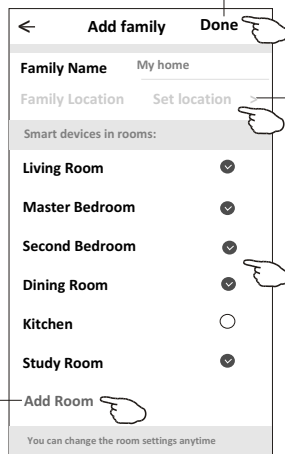 ← Add family Done
Family Name My home
Family Location Set location >
Smart devices in rooms:
Living Room
Master Bedroom
Second Bedroom
Dining Room
Kitchen
Study Room
Add Room
You can change the room settings anytime